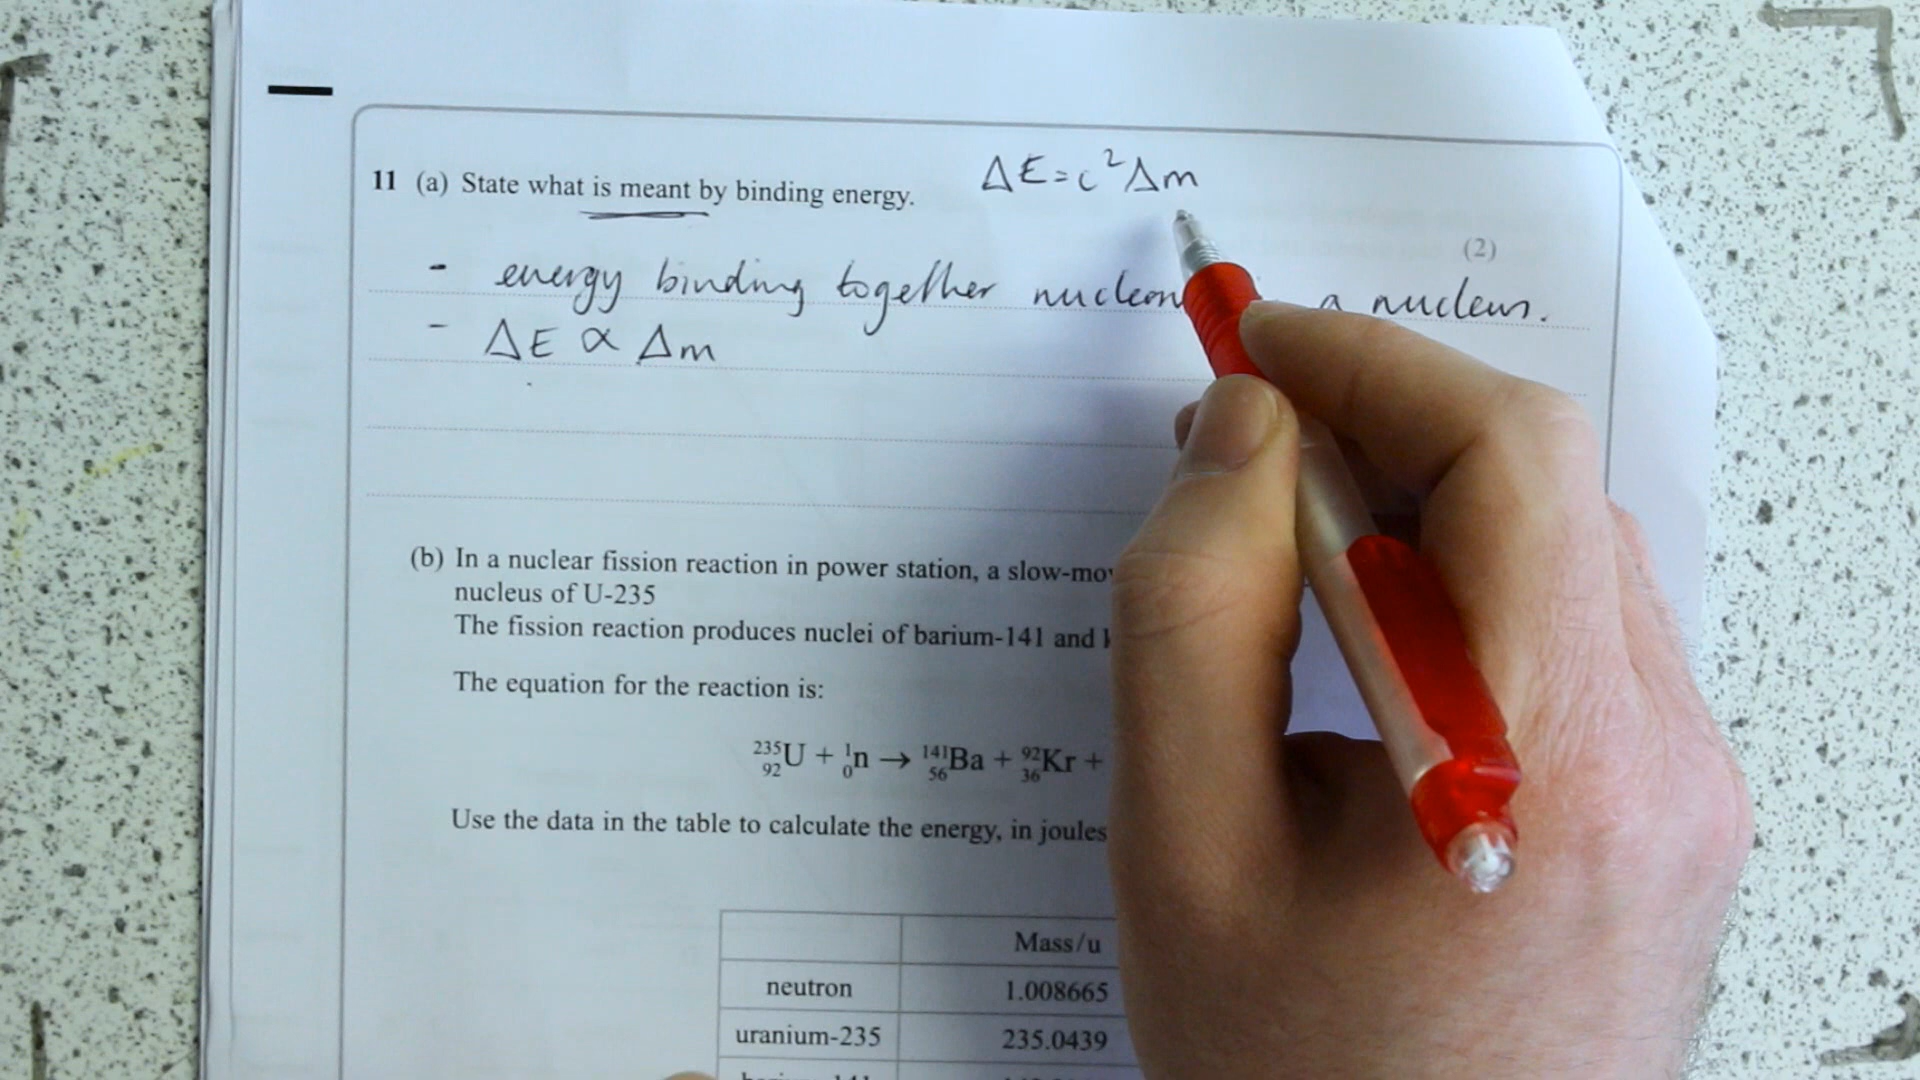 11 (a) State what is meant by binding energy.
ΔE=c²Δm
(2)
- energy binding together nucleon a nucleus.
- ΔE ∝ Δm
(b) In a nuclear fission reaction in power station, a
nucleus of U-235
The fission reaction produces nuclei of barium-141 and
The equation for the reaction is:
²³⁵₉₂U + ¹₀n → ¹⁴¹₅₆Ba + ⁹²₃₆Kr +
Use the data in the table to calculate the energy, in joules
Mass/u
neutron 1.008665
uranium-235 235.0439